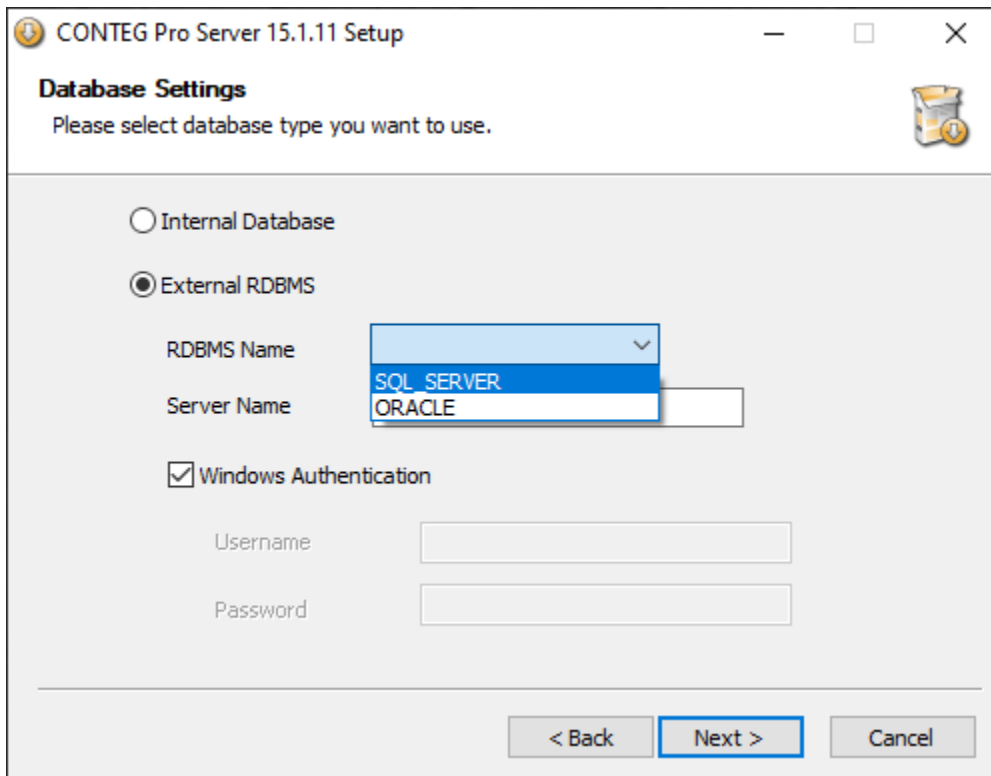 CONTEG Pro Server 15.1.11 Setup
Database Settings
Please select database type you want to use.
Internal Database
External RDBMS
RDBMS Name
SQL_SERVER
Server Name
ORACLE
Windows Authentication
Username
Password
< Back Next > Cancel